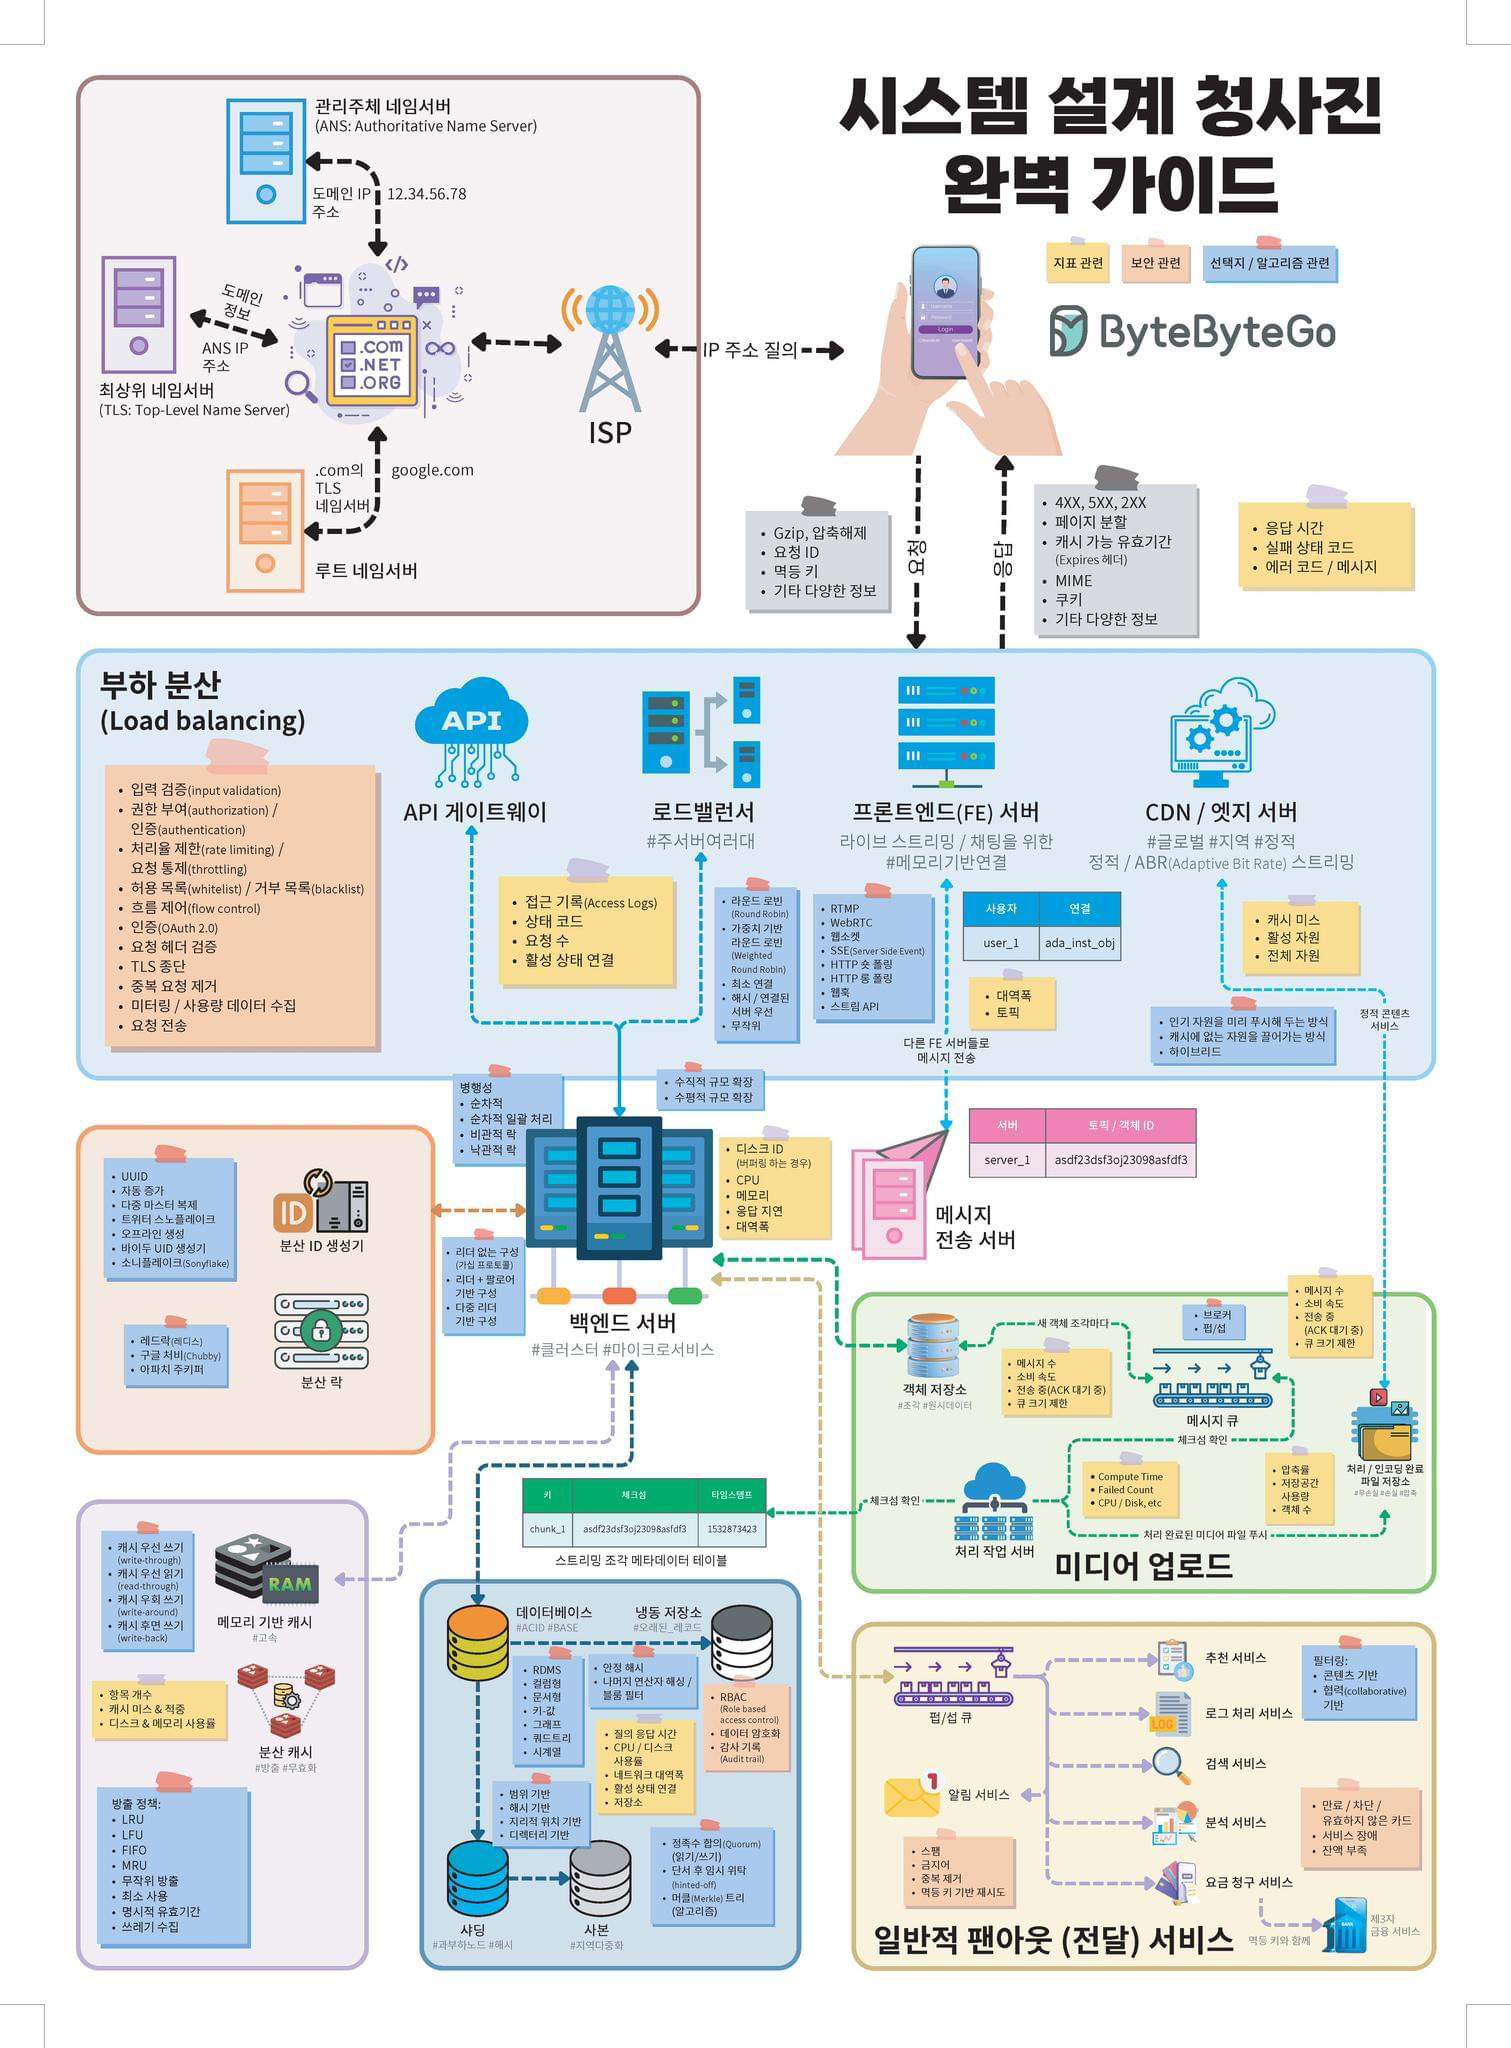 시스템 설계 청사진
완벽 가이드
지표 관련
보안 관련
선택지 / 알고리즘 관련
ByteByteGo
관리주체 네임서버
(ANS: Authoritative Name Server)
도메인 IP
주소
12.34.56.78
도메인
정보
ANS IP
주소
최상위 네임서버
(TLS: Top-Level Name Server)
</>
.COM
.NET
.ORG
ISP
IP 주소 질의
Login
.com의
TLS
네임서버
google.com
루트 네임서버
• Gzip, 압축해제
• 요청 ID
• 멱등 키
• 기타 다양한 정보
요청
응답
• 4XX, 5XX, 2XX
• 페이지 분할
• 캐시 가능 유효기간
(Expires 헤더)
• MIME
• 쿠키
• 기타 다양한 정보
• 응답 시간
• 실패 상태 코드
• 에러 코드 / 메시지
부하 분산
(Load balancing)
• 입력 검증(input validation)
• 권한 부여(authorization) /
인증(authentication)
• 처리율 제한(rate limiting) /
요청 통제(throttling)
• 허용 목록(whitelist) / 거부 목록(blacklist)
• 흐름 제어(flow control)
• 인증(OAuth 2.0)
• 요청 헤더 검증
• TLS 종단
• 중복 요청 제거
• 미터링 / 사용량 데이터 수집
• 요청 전송
API
API 게이트웨이
로드밸런서
#주서버여러대
프론트엔드(FE) 서버
라이브 스트리밍 / 채팅을 위한
#메모리기반연결
CDN / 엣지 서버
#글로벌 #지역 #정적
정적 / ABR(Adaptive Bit Rate) 스트리밍
• 접근 기록(Access Logs)
• 상태 코드
• 요청 수
• 활성 상태 연결
• 라운드 로빈
(Round Robin)
• 가중치 기반
라운드 로빈
(Weighted
Round Robin)
• 최소 연결
• 해시 / 연결된
서버 우선
• 무작위
• RTMP
• WebRTC
• 웹소켓
• SSE(Server Side Event)
• HTTP 숏 폴링
• HTTP 롱 폴링
• 웹훅
• 스트림 API
사용자 연결
user_1 ada_inst_obj
• 대역폭
• 토픽
다른 FE 서버들로
메시지 전송
• 캐시 미스
• 활성 자원
• 전체 자원
• 인기 자원을 미리 푸시해 두는 방식
• 캐시에 없는 자원을 끌어가는 방식
• 하이브리드
정적 콘텐츠
서비스
병행성
• 순차적
• 순차적 일괄 처리
• 비관적 락
• 낙관적 락
• 수직적 규모 확장
• 수평적 규모 확장
• 디스크 ID
(버퍼링 하는 경우)
• CPU
• 메모리
• 응답 지연
• 대역폭
서버 토픽 / 객체 ID
server_1 asdf23dsf3oj23098asfdf3
메시지
전송 서버
• UUID
• 자동 증가
• 다중 마스터 복제
• 트위터 스노플레이크
• 오프라인 생성
• 바이두 UID 생성기
• 소니플레이크(Sonyflake)
ID
분산 ID 생성기
• 레드락(레디스)
• 구글 처비(Chubby)
• 아파치 주키퍼
분산 락
• 리더 없는 구성
(가십 프로토콜)
• 리더 + 팔로어
기반 구성
• 다중 리더
기반 구성
백엔드 서버
#클러스터 #마이크로서비스
객체 저장소
#조각 #원시데이터
새 객체 조각마다
• 메시지 수
• 소비 속도
• 전송 중(ACK 대기 중)
• 큐 크기 제한
• 브로커
• 펍/섭
메시지 큐
• 메시지 수
• 소비 속도
• 전송 중
(ACK 대기 중)
• 큐 크기 제한
체크섬 확인
처리 / 인코딩 완료
파일 저장소
#무손실 #손실 #압축
체크섬 확인
처리 작업 서버
• Compute Time
• Failed Count
• CPU / Disk, etc
• 압축률
• 저장공간
사용량
• 객체 수
처리 완료된 미디어 파일 푸시
미디어 업로드
키 체크섬 타임스탬프
chunk_1 asdf23dsf3oj23098asfdf3 1532873423
스트리밍 조각 메타데이터 테이블
• 캐시 우선 쓰기
(write-through)
• 캐시 우선 읽기
(read-through)
• 캐시 우회 쓰기
(write-around)
• 캐시 후면 쓰기
(write-back)
RAM
메모리 기반 캐시
#고속
• 항목 개수
• 캐시 미스 & 적중
• 디스크 & 메모리 사용률
분산 캐시
#방출 #무효화
방출 정책:
• LRU
• LFU
• FIFO
• MRU
• 무작위 방출
• 최소 사용
• 명시적 유효기간
• 쓰레기 수집
데이터베이스
#ACID #BASE
냉동 저장소
#오래된_레코드
• RDMS
• 컬럼형
• 문서형
• 키-값
• 그래프
• 쿼드트리
• 시계열
• 안정 해시
• 나머지 연산자 해싱 /
블룸 필터
• RBAC
(Role based
access control)
• 데이터 암호화
• 감사 기록
(Audit trail)
• 질의 응답 시간
• CPU / 디스크
사용률
• 네트워크 대역폭
• 활성 상태 연결
• 저장소
• 범위 기반
• 해시 기반
• 지리적 위치 기반
• 디렉터리 기반
• 정족수 합의(Quorum)
(읽기/쓰기)
• 단서 후 임시 위탁
(hinted-off)
• 머클(Merkle) 트리
(알고리즘)
샤딩
#과부하노드 #해시
사본
#지역다중화
펍/섭 큐
추천 서비스
필터링:
• 콘텐츠 기반
• 협력(collaborative)
기반
LOG
로그 처리 서비스
검색 서비스
1
알림 서비스
분석 서비스
• 만료 / 차단 /
유효하지 않은 카드
• 서비스 장애
• 잔액 부족
• 스팸
• 금지어
• 중복 제거
• 멱등 키 기반 재시도
요금 청구 서비스
일반적 팬아웃 (전달) 서비스
멱등 키와 함께
BANK
제3자
금융 서비스